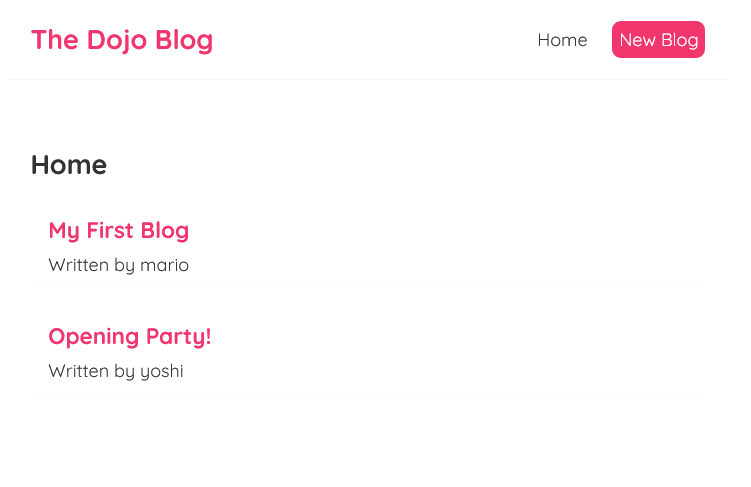 The Dojo Blog
Home
New Blog
Home
My First Blog
Written by mario
Opening Party!
Written by yoshi